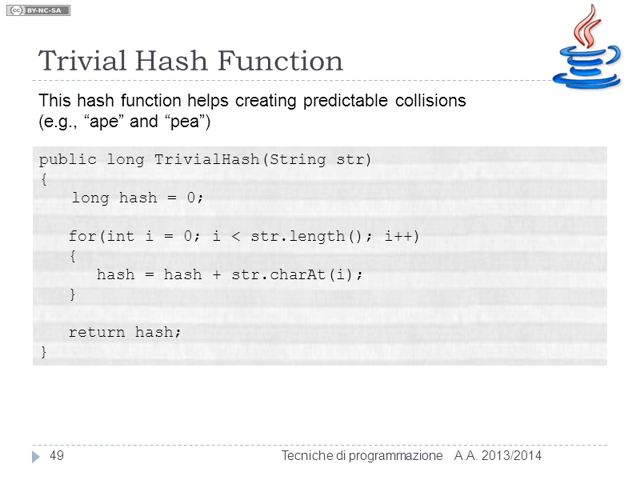 cc BY-NC-SA
Trivial Hash Function
This hash function helps creating predictable collisions
(e.g., “ape” and “pea”)
public long TrivialHash(String str)
{
long hash = 0;
for(int i = 0; i < str.length(); i++)
{
hash = hash + str.charAt(i);
}
return hash;
}
49 Tecniche di programmazione A.A. 2013/2014